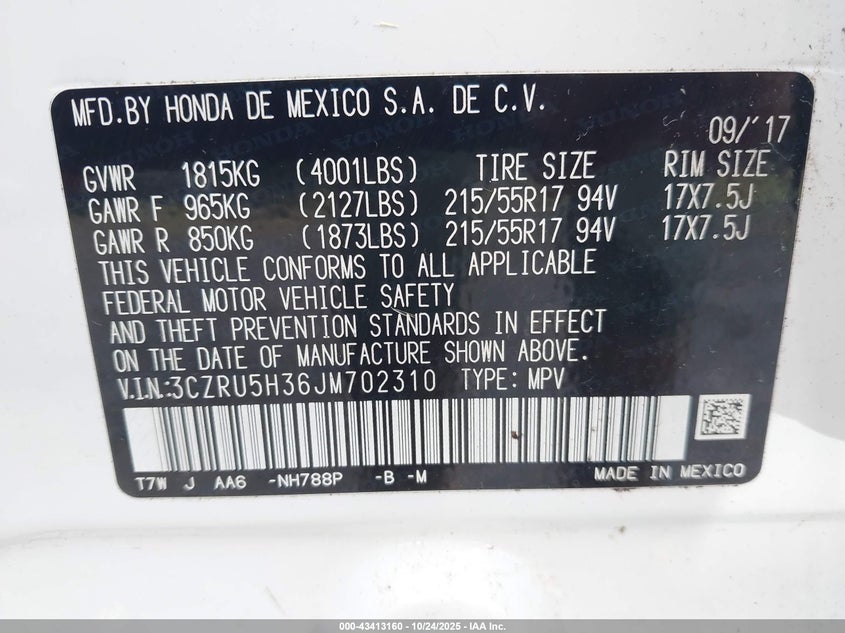 MFD.BY HONDA DE MEXICO S.A. DE C.V.
09/'17
GVWR 1815KG (4001LBS) TIRE SIZE RIM SIZE
GAWR F 965KG (2127LBS) 215/55R17 94V 17X7.5J
GAWR R 850KG (1873LBS) 215/55R17 94V 17X7.5J
THIS VEHICLE CONFORMS TO ALL APPLICABLE
FEDERAL MOTOR VEHICLE SAFETY
AND THEFT PREVENTION STANDARDS IN EFFECT
ON THE DATE OF MANUFACTURE SHOWN ABOVE.
V.I.N.:3CZRU5H36JM702310 TYPE: MPV
T7W J AA6 -NH788P -B -M MADE IN MEXICO
000-43413160 - 10/24/2025 - IAA Inc.